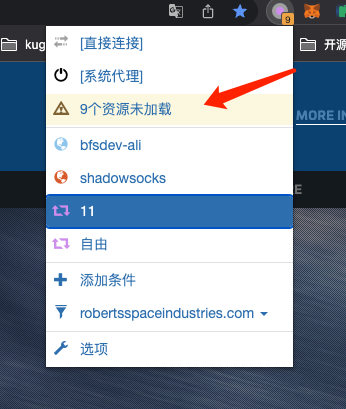 9
kug
开源
[直接连接]
[系统代理]
9个资源未加载
MORE IN
bfsdev-ali
shadowsocks
E
11
自由
添加条件
robertsspaceindustries.com
选项